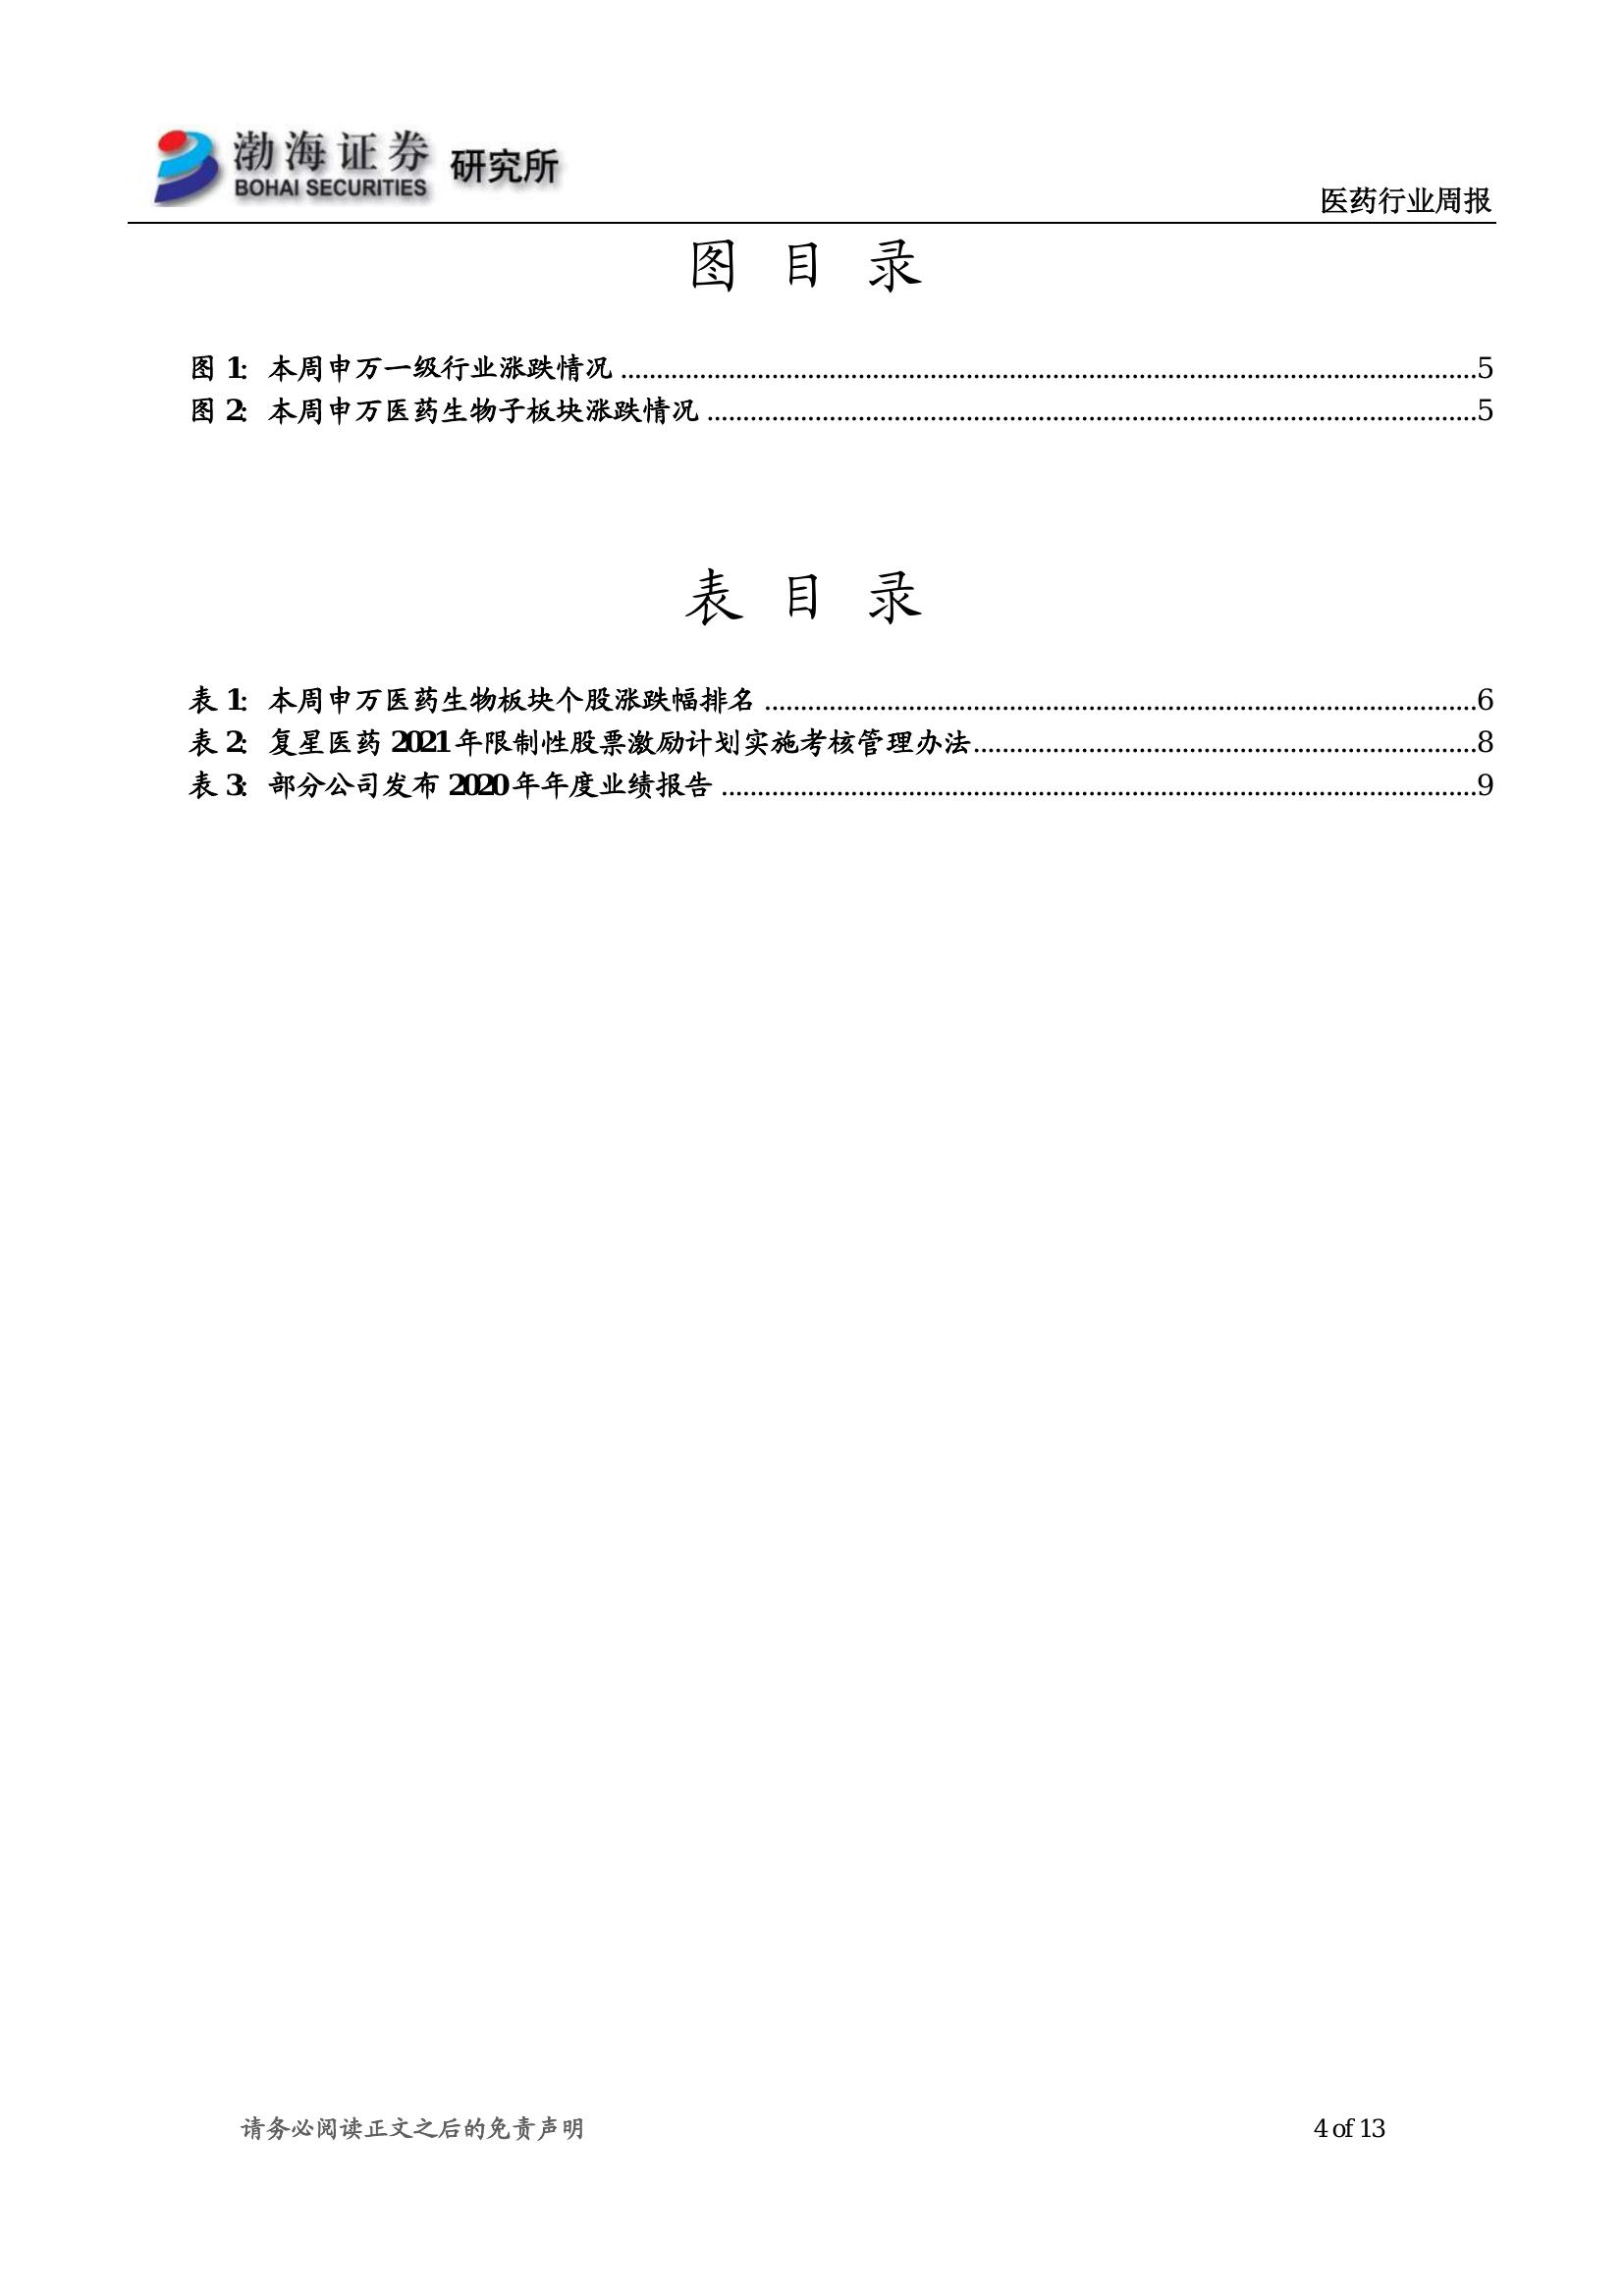 渤海证券 研究所
BOHAI SECURITIES
医药行业周报
图 目 录
图 1: 本周申万一级行业涨跌情况 ........................................................................................................................5
图 2: 本周申万医药生物子板块涨跌情况 ............................................................................................................5
表 目 录
表 1: 本周申万医药生物板块个股涨跌幅排名 ....................................................................................................6
表 2: 复星医药 2021 年限制性股票激励计划实施考核管理办法......................................................................8
表 3: 部分公司发布 2020 年年度业绩报告 ..........................................................................................................9
请务必阅读正文之后的免责声明 4 of 13